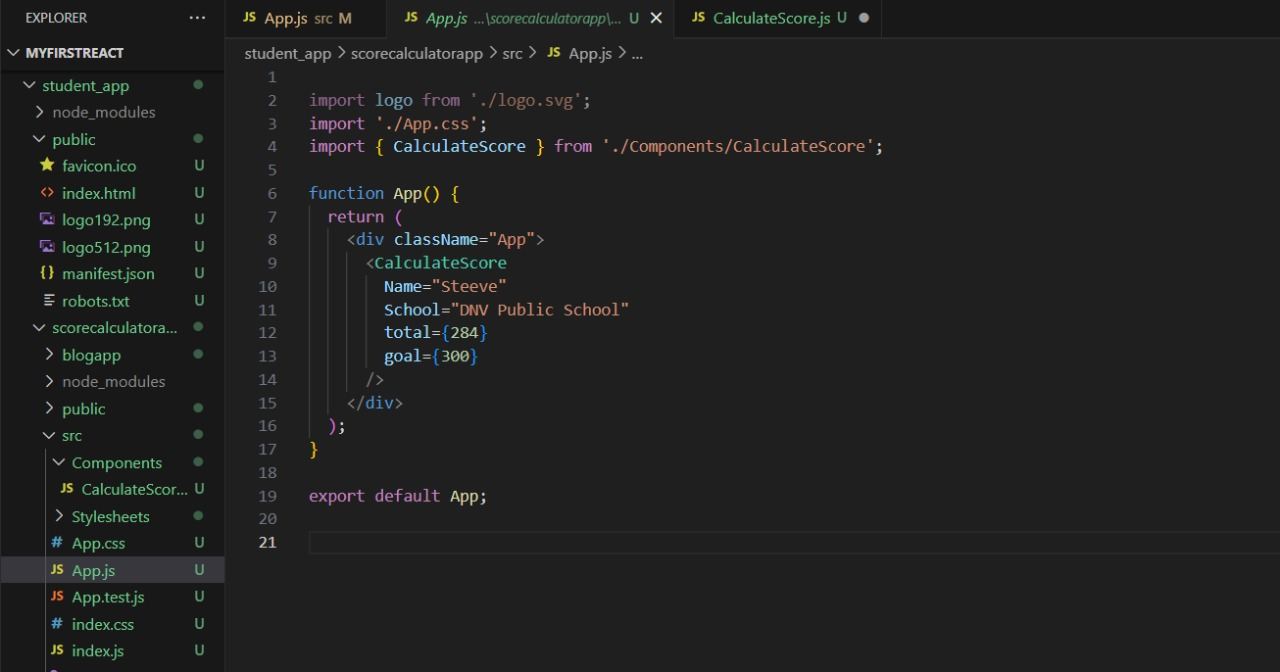 EXPLORER ...
MYFIRSTREACT
student_app
node_modules
public
favicon.ico U
index.html U
logo192.png U
logo512.png U
manifest.json U
robots.txt U
scorecalculatora...
blogapp
node_modules
public
src
Components
JS CalculateScor... U
Stylesheets
# App.css U
JS App.js U
JS App.test.js U
# index.css U
JS index.js U
JS App.js src M
JS App.js ...\scorecalculatorapp\... U
JS CalculateScore.js U
student_app > scorecalculatorapp > src > JS App.js > ...
1
2 import logo from './logo.svg';
3 import './App.css';
4 import { CalculateScore } from './Components/CalculateScore';
5
6 function App() {
7 return (
8 <div className="App">
9 <CalculateScore
10 Name="Steeve"
11 School="DNV Public School"
12 total={284}
13 goal={300}
14 />
15 </div>
16 );
17 }
18
19 export default App;
20
21